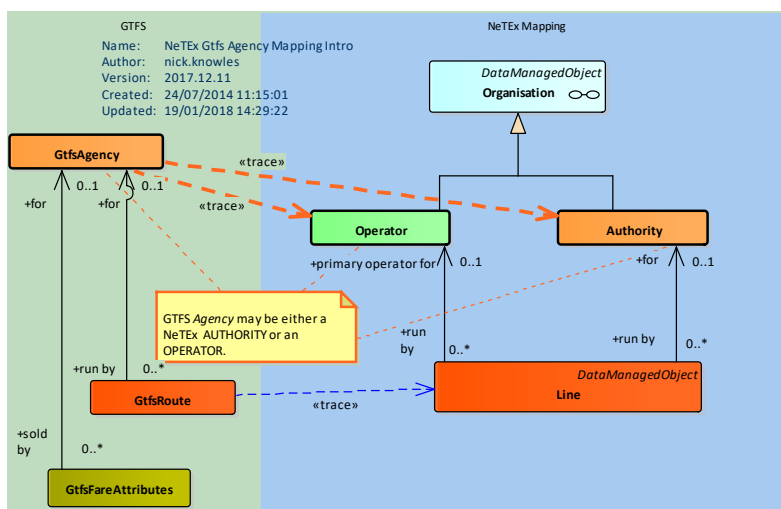 GTFS
NeTEx Mapping
Name: NeTEx Gtfs Agency Mapping Intro
Author: nick.knowles
Version: 2017.12.11
Created: 24/07/2014 11:15:01
Updated: 19/01/2018 14:29:22
DataManagedObject
Organisation
GtfsAgency
«trace»
+for
0..1
+for
0..1
«trace»
Operator
Authority
+primary operator for
0..1
+for
0..1
GTFS Agency may be either a
NeTEx AUTHORITY or an
OPERATOR.
+run
by
0..*
+run by
0..*
+run by
0..*
GtfsRoute
«trace»
DataManagedObject
Line
+sold
by
0..*
GtfsFareAttributes